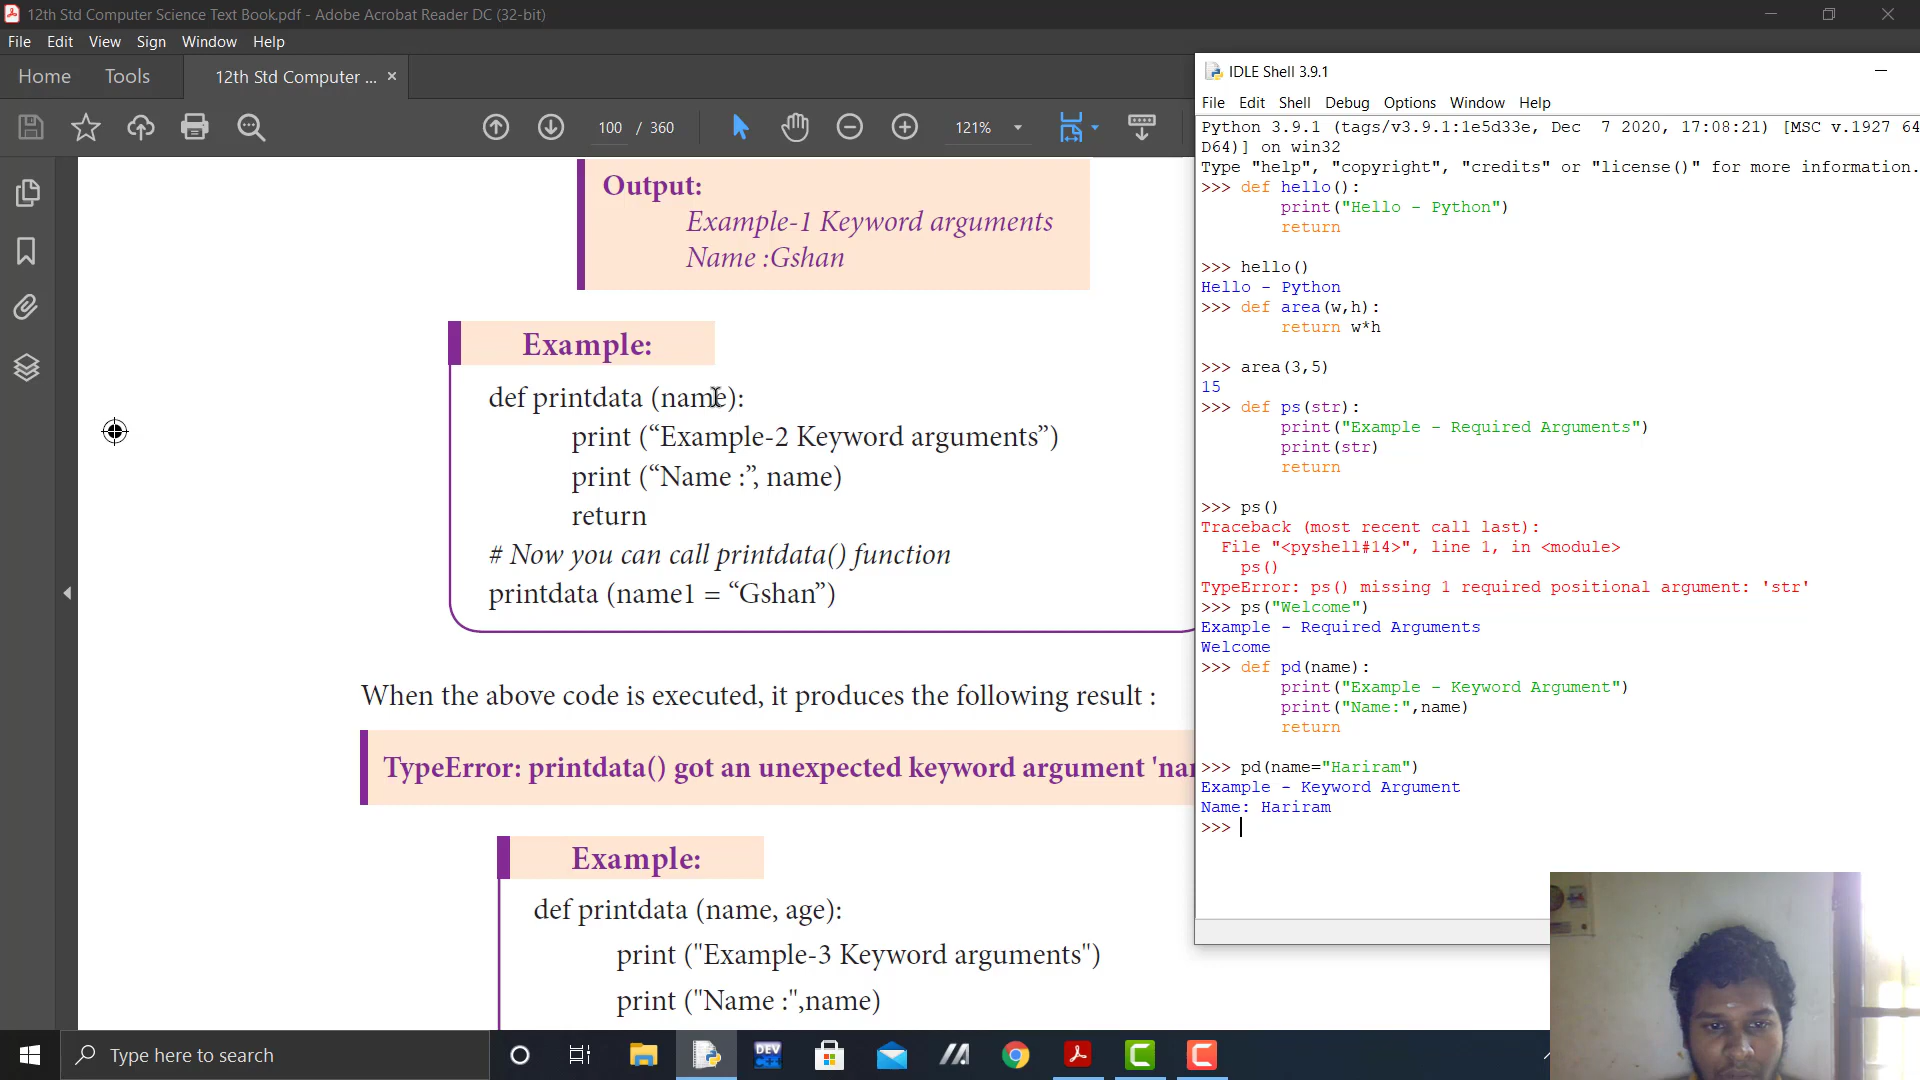 12th Std Computer Science Text Book.pdf - Adobe Acrobat Reader DC (32-bit)
File Edit View Sign Window Help
Home Tools 12th Std Computer ... ×
100 / 360 121%
Output:
Example-1 Keyword arguments
Name :Gshan
Example:
def printdata (name):
print (“Example-2 Keyword arguments”)
print (“Name :”, name)
return
# Now you can call printdata() function
printdata (name1 = “Gshan”)
When the above code is executed, it produces the following result :
TypeError: printdata() got an unexpected keyword argument 'nam
Example:
def printdata (name, age):
print ("Example-3 Keyword arguments")
print ("Name :",name)
IDLE Shell 3.9.1
File Edit Shell Debug Options Window Help
Python 3.9.1 (tags/v3.9.1:1e5d33e, Dec 7 2020, 17:08:21) [MSC v.1927 64
D64)] on win32
Type "help", "copyright", "credits" or "license()" for more information.
>>> def hello():
print("Hello - Python")
return
>>> hello()
Hello - Python
>>> def area(w,h):
return w*h
>>> area(3,5)
15
>>> def ps(str):
print("Example - Required Arguments")
print(str)
return
>>> ps()
Traceback (most recent call last):
File "<pyshell#14>", line 1, in <module>
ps()
TypeError: ps() missing 1 required positional argument: 'str'
>>> ps("Welcome")
Example - Required Arguments
Welcome
>>> def pd(name):
print("Example - Keyword Argument")
print("Name:",name)
return
>>> pd(name="Hariram")
Example - Keyword Argument
Name: Hariram
>>>
Type here to search
DEV
C++